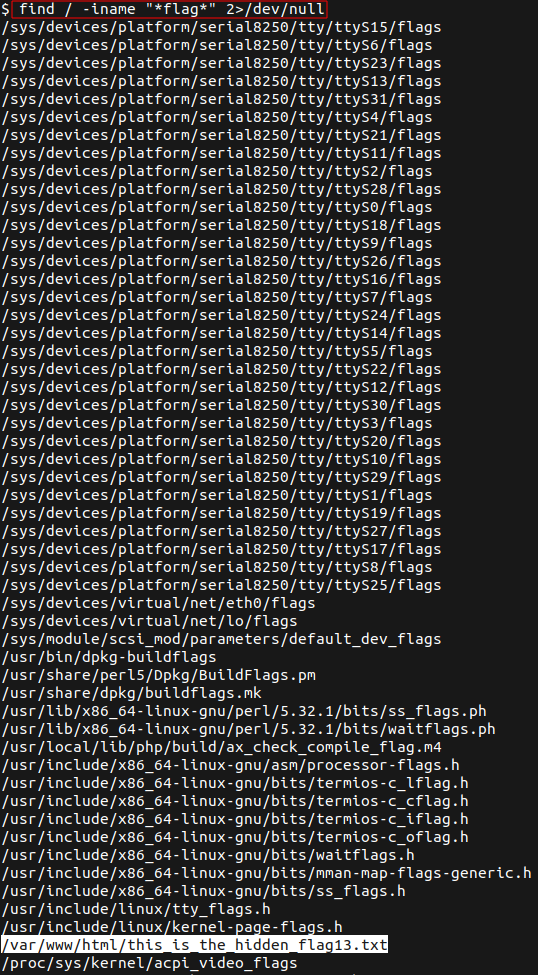 $ find / -iname "*flag*" 2>/dev/null
/sys/devices/platform/serial8250/tty/ttyS15/flags
/sys/devices/platform/serial8250/tty/ttyS6/flags
/sys/devices/platform/serial8250/tty/ttyS23/flags
/sys/devices/platform/serial8250/tty/ttyS13/flags
/sys/devices/platform/serial8250/tty/ttyS31/flags
/sys/devices/platform/serial8250/tty/ttyS4/flags
/sys/devices/platform/serial8250/tty/ttyS21/flags
/sys/devices/platform/serial8250/tty/ttyS11/flags
/sys/devices/platform/serial8250/tty/ttyS2/flags
/sys/devices/platform/serial8250/tty/ttyS28/flags
/sys/devices/platform/serial8250/tty/ttyS0/flags
/sys/devices/platform/serial8250/tty/ttyS18/flags
/sys/devices/platform/serial8250/tty/ttyS9/flags
/sys/devices/platform/serial8250/tty/ttyS26/flags
/sys/devices/platform/serial8250/tty/ttyS16/flags
/sys/devices/platform/serial8250/tty/ttyS7/flags
/sys/devices/platform/serial8250/tty/ttyS24/flags
/sys/devices/platform/serial8250/tty/ttyS14/flags
/sys/devices/platform/serial8250/tty/ttyS5/flags
/sys/devices/platform/serial8250/tty/ttyS22/flags
/sys/devices/platform/serial8250/tty/ttyS12/flags
/sys/devices/platform/serial8250/tty/ttyS30/flags
/sys/devices/platform/serial8250/tty/ttyS3/flags
/sys/devices/platform/serial8250/tty/ttyS20/flags
/sys/devices/platform/serial8250/tty/ttyS10/flags
/sys/devices/platform/serial8250/tty/ttyS29/flags
/sys/devices/platform/serial8250/tty/ttyS1/flags
/sys/devices/platform/serial8250/tty/ttyS19/flags
/sys/devices/platform/serial8250/tty/ttyS27/flags
/sys/devices/platform/serial8250/tty/ttyS17/flags
/sys/devices/platform/serial8250/tty/ttyS8/flags
/sys/devices/platform/serial8250/tty/ttyS25/flags
/sys/devices/virtual/net/eth0/flags
/sys/devices/virtual/net/lo/flags
/sys/module/scsi_mod/parameters/default_dev_flags
/usr/bin/dpkg-buildflags
/usr/share/perl5/Dpkg/BuildFlags.pm
/usr/share/dpkg/buildflags.mk
/usr/lib/x86_64-linux-gnu/perl/5.32.1/bits/ss_flags.ph
/usr/lib/x86_64-linux-gnu/perl/5.32.1/bits/waitflags.ph
/usr/local/lib/php/build/ax_check_compile_flag.m4
/usr/include/x86_64-linux-gnu/asm/processor-flags.h
/usr/include/x86_64-linux-gnu/bits/termios-c_lflag.h
/usr/include/x86_64-linux-gnu/bits/termios-c_cflag.h
/usr/include/x86_64-linux-gnu/bits/termios-c_iflag.h
/usr/include/x86_64-linux-gnu/bits/termios-c_oflag.h
/usr/include/x86_64-linux-gnu/bits/waitflags.h
/usr/include/x86_64-linux-gnu/bits/mman-map-flags-generic.h
/usr/include/x86_64-linux-gnu/bits/ss_flags.h
/usr/include/linux/tty_flags.h
/usr/include/linux/kernel-page-flags.h
/var/www/html/this_is_the_hidden_flag13.txt
/proc/sys/kernel/acpi_video_flags